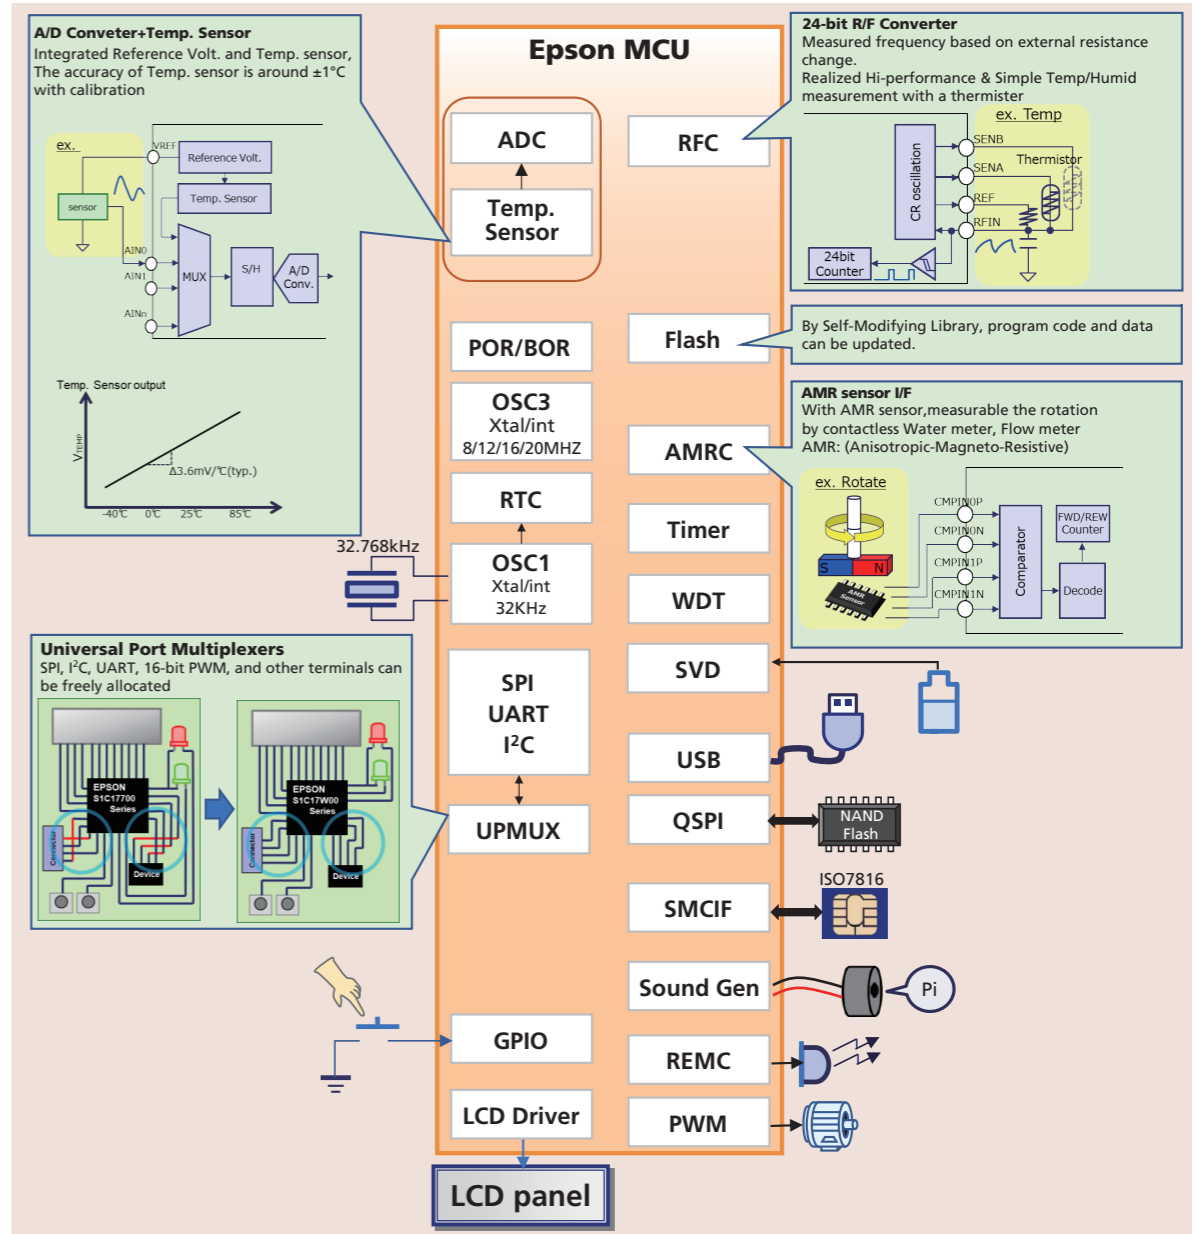 A/D Conveter+Temp. Sensor
Integrated Reference Volt. and Temp. sensor,
The accuracy of Temp. sensor is around ±1°C
with calibration
ex.
VREF
Reference Volt.
Temp. Sensor
sensor
AIN0
AIN1
AINn
MUX
S/H
A/D
Conv.
Temp. Sensor output
VTEMP
Δ3.6mV/℃(typ.)
-40℃ 0℃ 25℃ 85℃
Epson MCU
ADC
Temp.
Sensor
POR/BOR
OSC3
Xtal/int
8/12/16/20MHZ
RTC
32.768kHz
OSC1
Xtal/int
32KHz
SPI
UART
I²C
UPMUX
GPIO
LCD Driver
LCD panel
RFC
Flash
AMRC
Timer
WDT
SVD
USB
QSPI
SMCIF
Sound Gen
REMC
PWM
24-bit R/F Converter
Measured frequency based on external resistance
change.
Realized Hi-performance & Simple Temp/Humid
measurement with a thermister
ex. Temp
CR oscillation
SENB
SENA
REF
RFIN
Thermistor
24bit
Counter
By Self-Modifying Library, program code and data
can be updated.
AMR sensor I/F
With AMR sensor,measurable the rotation
by contactless Water meter, Flow meter
AMR: (Anisotropic-Magneto-Resistive)
ex. Rotate
S N
AMR
Sensor
CMPIN0P
CMPIN0N
CMPIN1P
CMPIN1N
Comparator
FWD/REW
Counter
Decode
Universal Port Multiplexers
SPI, I²C, UART, 16-bit PWM, and other terminals can
be freely allocated
EPSON
S1C17700
Series
Connector
Device
EPSON
S1C17W00
Series
Connector
Device
NAND
Flash
ISO7816
Pi